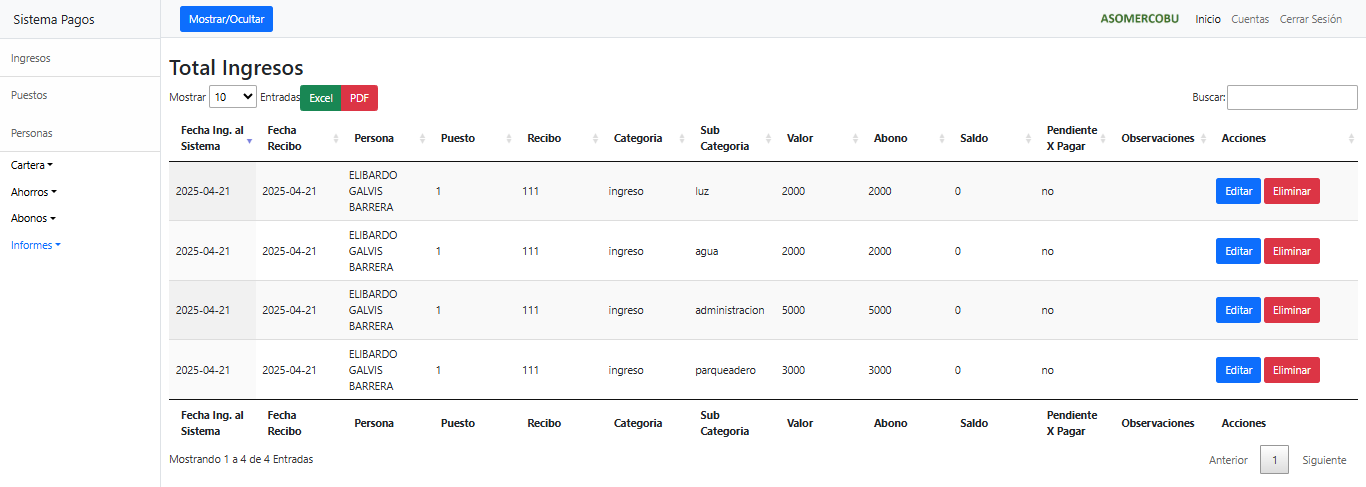 Sistema Pagos
Mostrar/Ocultar
ASOMERCOBU Inicio Cuentas Cerrar Sesión
Ingresos
Puestos
Personas
Cartera
Ahorros
Abonos
Informes
Total Ingresos
Mostrar 10 Entradas Excel PDF Buscar:
Fecha Ing. al Sistema Fecha Recibo Persona Puesto Recibo Categoria Sub Categoria Valor Abono Saldo Pendiente X Pagar Observaciones Acciones
2025-04-21 2025-04-21 ELIBARDO GALVIS BARRERA 1 111 ingreso luz 2000 2000 0 no Editar Eliminar
2025-04-21 2025-04-21 ELIBARDO GALVIS BARRERA 1 111 ingreso agua 2000 2000 0 no Editar Eliminar
2025-04-21 2025-04-21 ELIBARDO GALVIS BARRERA 1 111 ingreso administracion 5000 5000 0 no Editar Eliminar
2025-04-21 2025-04-21 ELIBARDO GALVIS BARRERA 1 111 ingreso parqueadero 3000 3000 0 no Editar Eliminar
Fecha Ing. al Sistema Fecha Recibo Persona Puesto Recibo Categoria Sub Categoria Valor Abono Saldo Pendiente X Pagar Observaciones Acciones
Mostrando 1 a 4 de 4 Entradas
Anterior 1 Siguiente